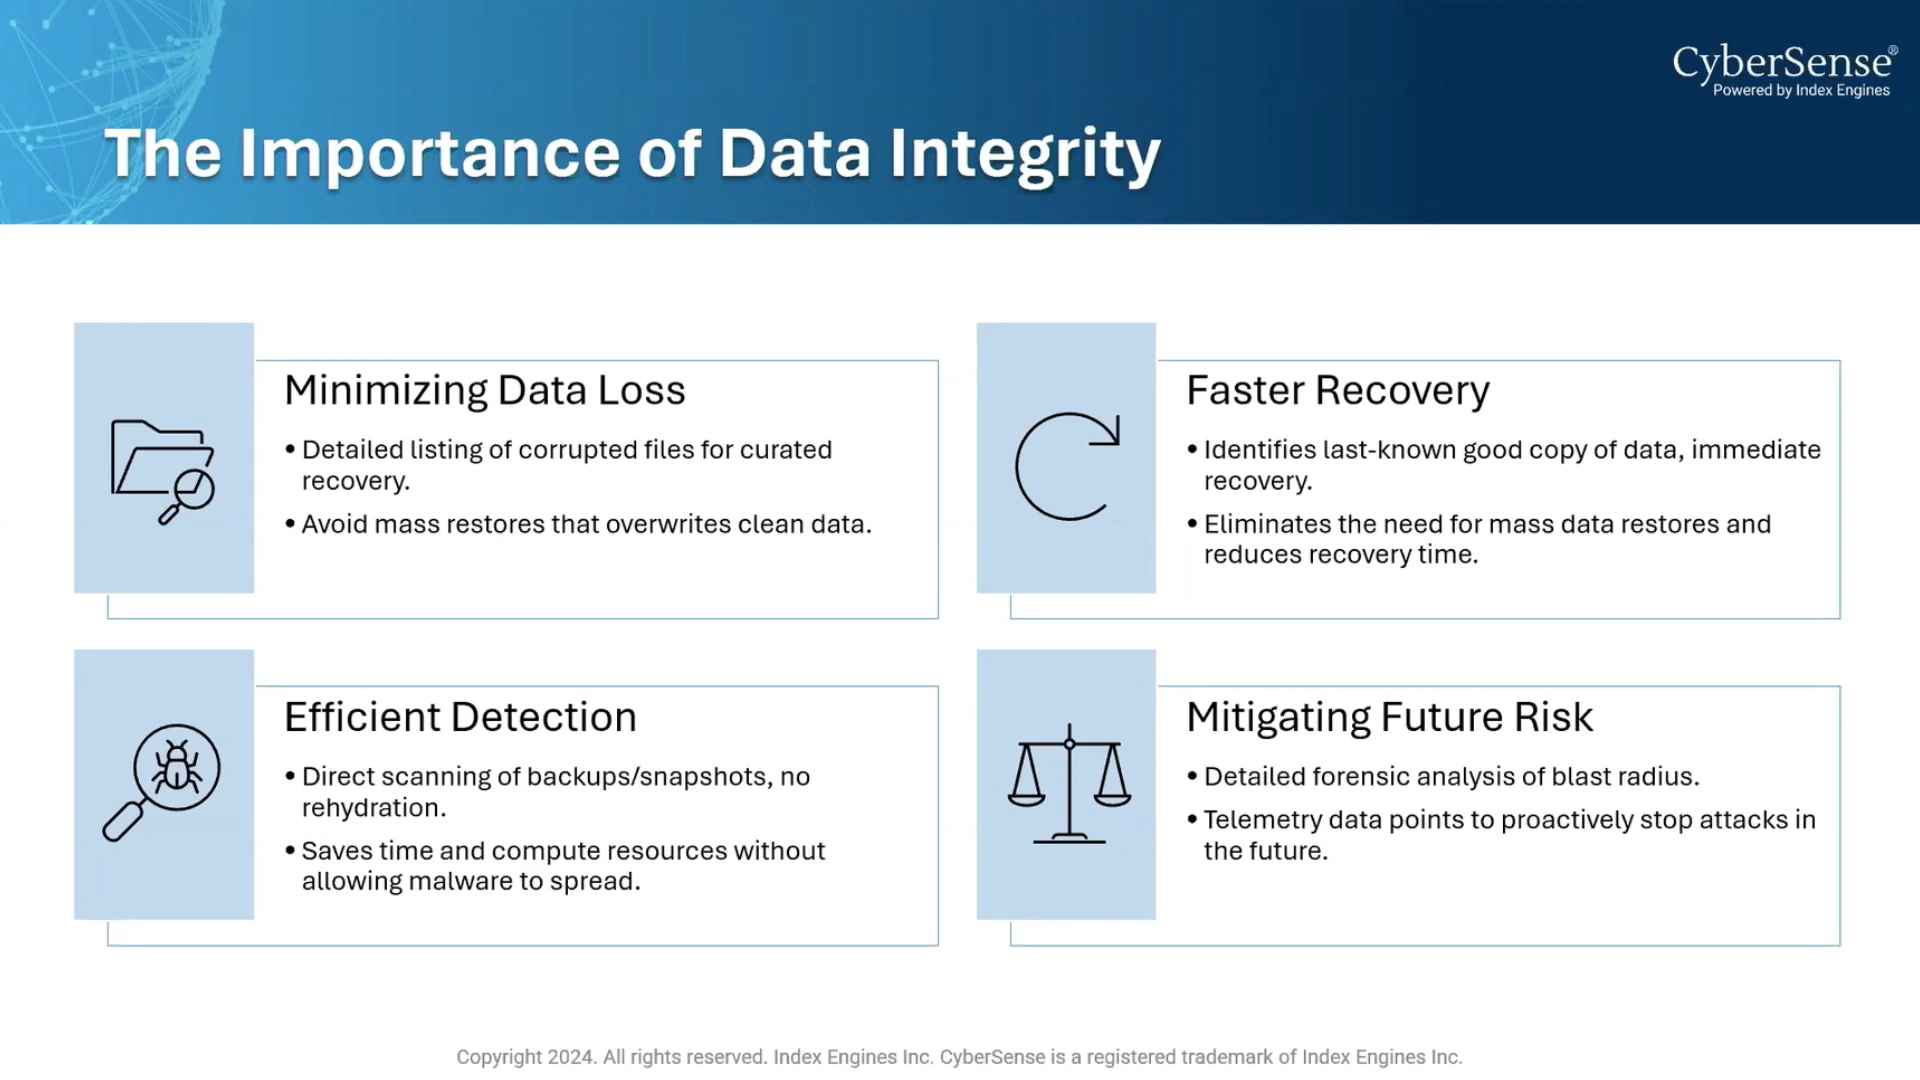 CyberSense®
Powered by Index Engines
The Importance of Data Integrity
Minimizing Data Loss
• Detailed listing of corrupted files for curated
recovery.
• Avoid mass restores that overwrites clean data.
Faster Recovery
• Identifies last-known good copy of data, immediate
recovery.
• Eliminates the need for mass data restores and
reduces recovery time.
Efficient Detection
• Direct scanning of backups/snapshots, no
rehydration.
• Saves time and compute resources without
allowing malware to spread.
Mitigating Future Risk
• Detailed forensic analysis of blast radius.
• Telemetry data points to proactively stop attacks in
the future.
Copyright 2024. All rights reserved. Index Engines Inc. CyberSense is a registered trademark of Index Engines Inc.